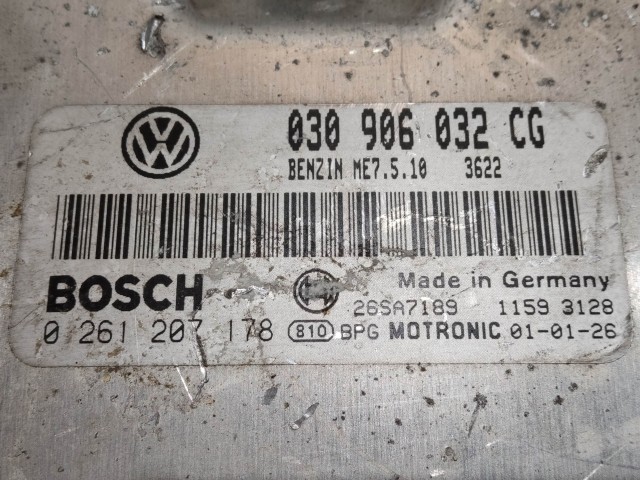 030 906 032 CG
BENZIN ME7.5.10 3622
BOSCH Made in Germany
26SA7189 1159 3128
0 261 207 178 810 BPG MOTRONIC 01-01-26